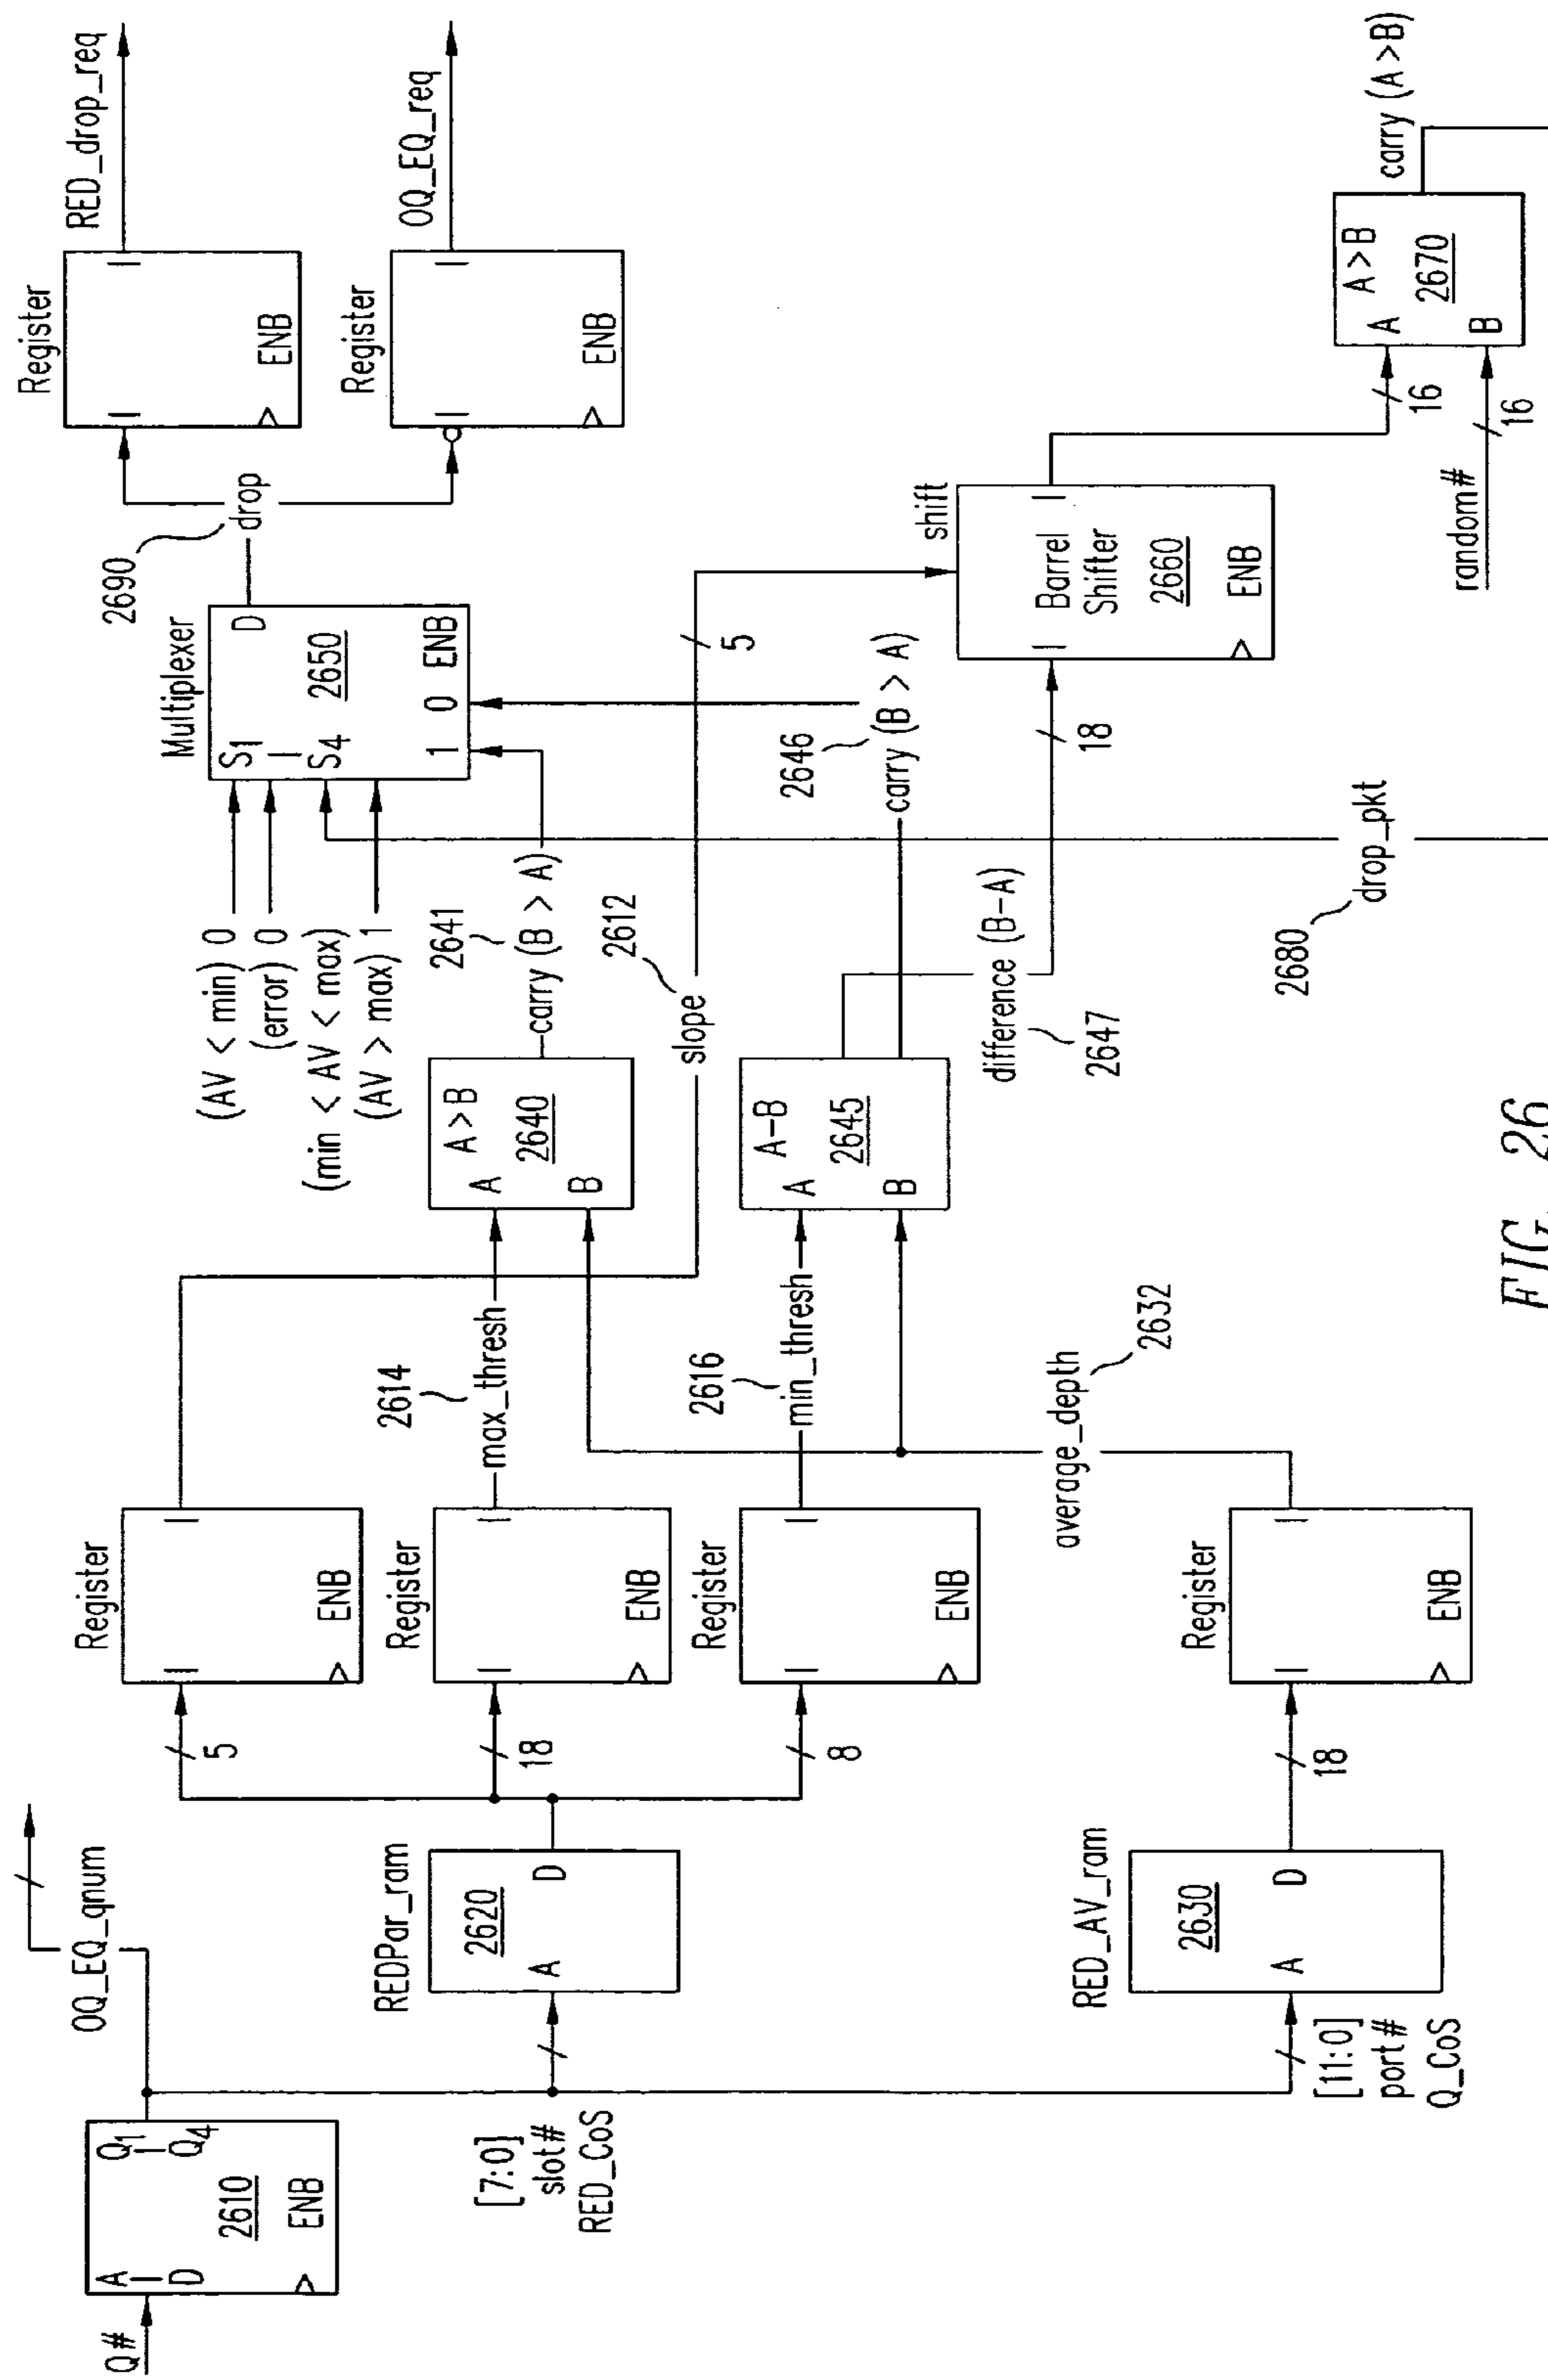 Q#
A
I
D
Q1
I
Q4
2610
ENB
OQ_EQ_qnum
[7:0]
slot#
RED_CoS
REDPar_ram
2620
A
D
[11:0]
port#
Q_CoS
RED_AV_ram
2630
A
D
5
18
8
18
Register
ENB
Register
ENB
Register
ENB
Register
ENB
2614
max_thresh
2616
min_thresh
average_depth
2632
A
A>B
2640
B
A
A-B
2645
B
(AV < min) 0
(error) 0
(min < AV < max)
(AV > max) 1
2641
carry (B > A)
2612
slope
difference (B-A)
2647
2646
carry (B > A)
2680
drop_pkt
Multiplexer
S1
I
S4
D
2650
1
0
ENB
5
18
2690
drop
shift
Barrel
Shifter
2660
ENB
Register
ENB
RED_drop_req
Register
ENB
OQ_EQ_req
random#
16
16
A
A>B
2670
B
carry (A>B)
FIG. 26